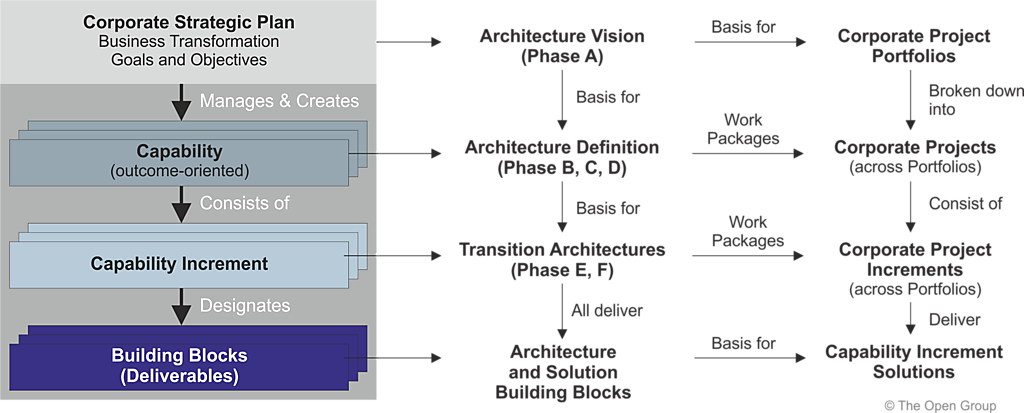 Corporate Strategic Plan
Business Transformation
Goals and Objectives
Architecture Vision
(Phase A)
Basis for
Corporate Project
Portfolios
Manages & Creates
Basis for
Broken down
into
Capability
(outcome-oriented)
Architecture Definition
(Phase B, C, D)
Work
Packages
Corporate Projects
(across Portfolios)
Consists of
Basis for
Consist of
Capability Increment
Transition Architectures
(Phase E, F)
Work
Packages
Corporate Project
Increments
(across Portfolios)
Designates
All deliver
Deliver
Building Blocks
(Deliverables)
Architecture
and Solution
Building Blocks
Basis for
Capability Increment
Solutions
© The Open Group